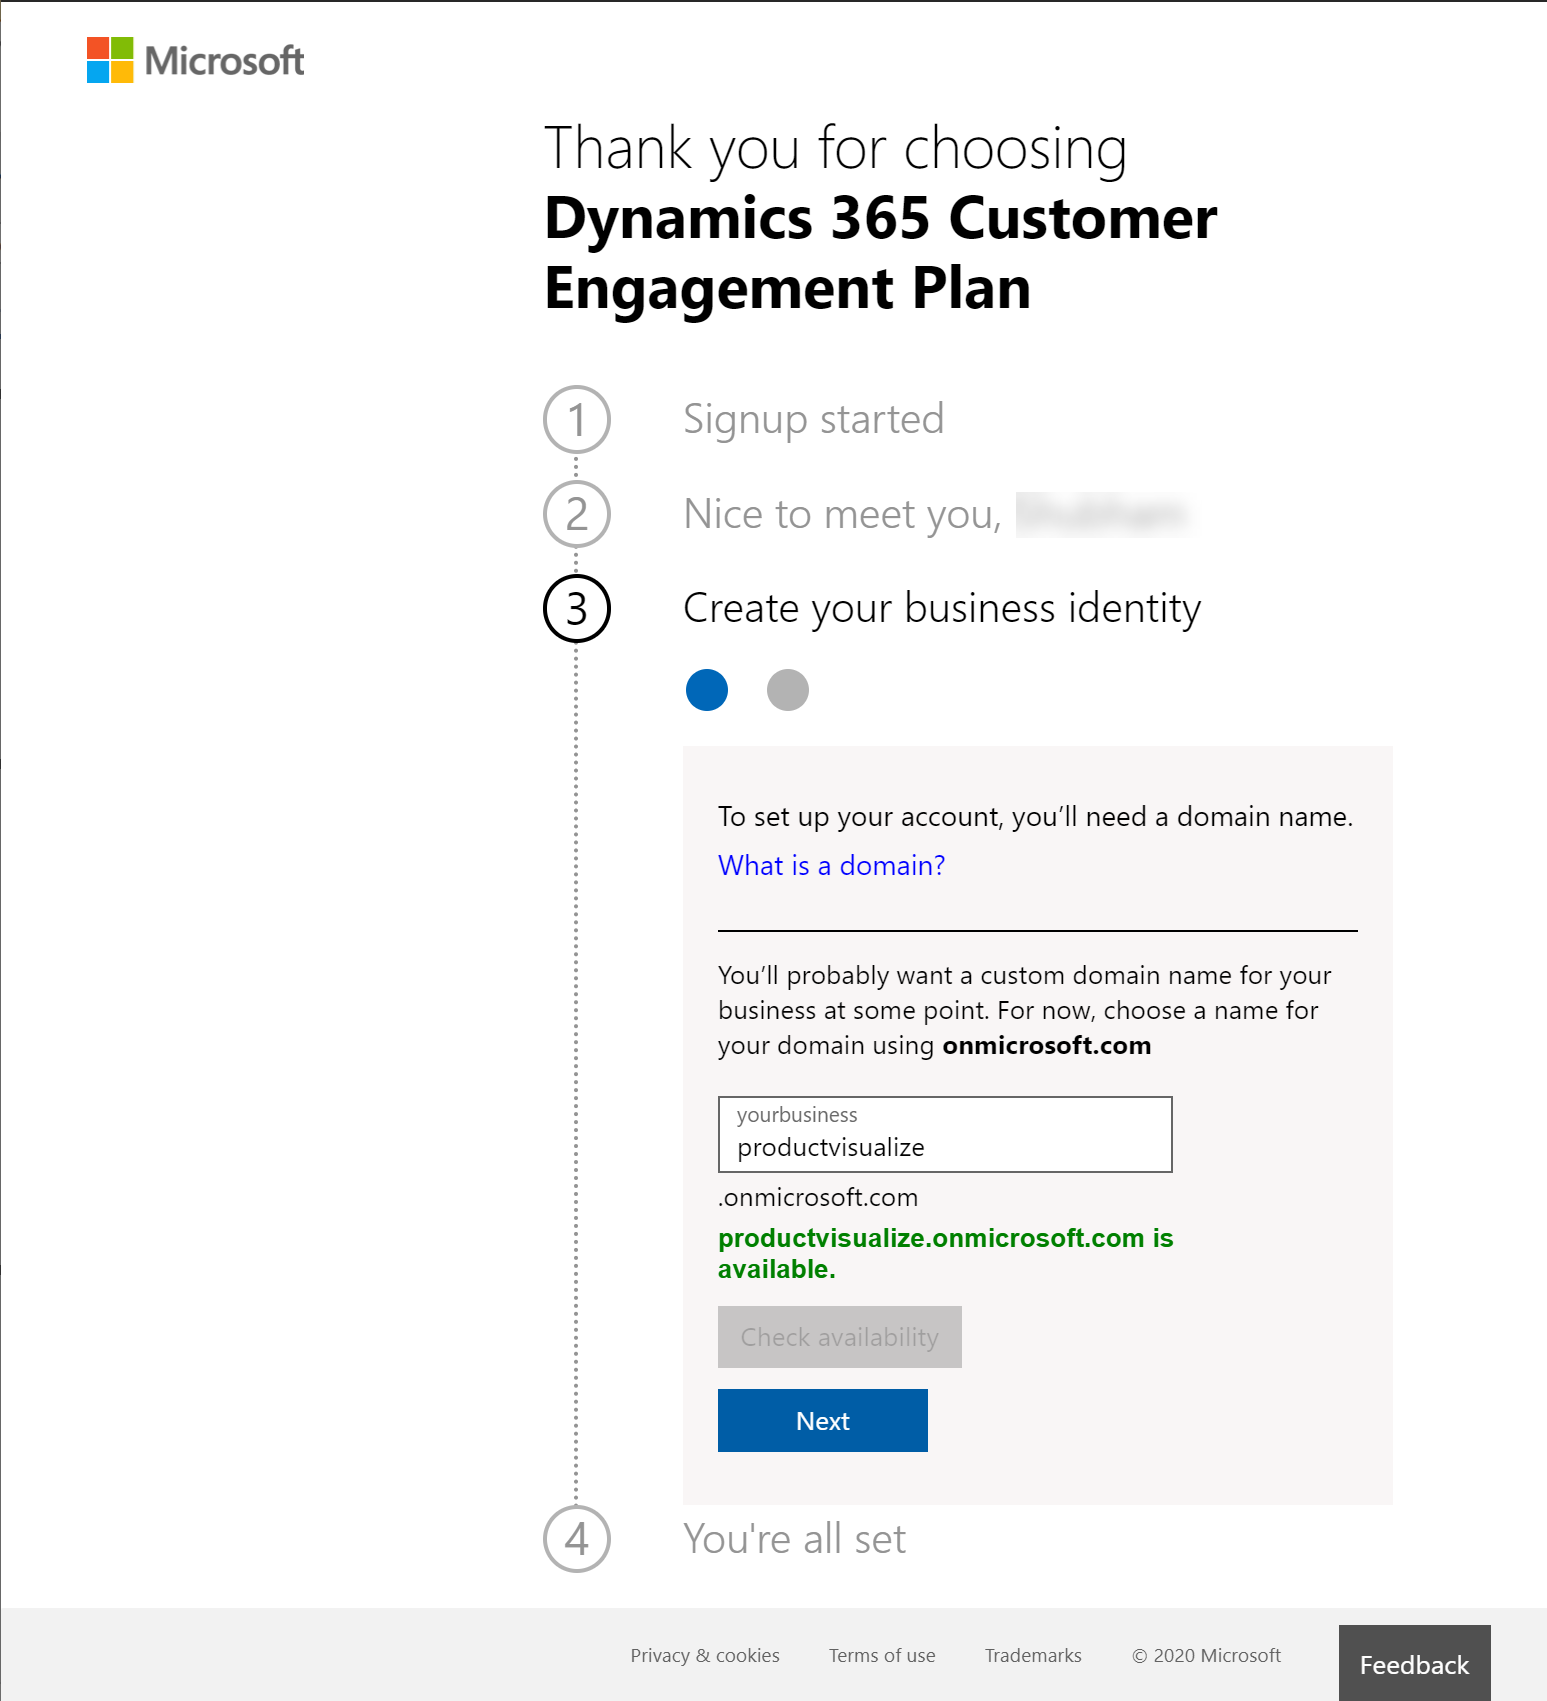 Microsoft
Thank you for choosing
Dynamics 365 Customer
Engagement Plan
1 Signup started
2 Nice to meet you,
3 Create your business identity
To set up your account, you’ll need a domain name.
What is a domain?
You’ll probably want a custom domain name for your
business at some point. For now, choose a name for
your domain using onmicrosoft.com
yourbusiness
productvisualize
.onmicrosoft.com
productvisualize.onmicrosoft.com is
available.
Check availability
Next
4 You're all set
Privacy & cookies Terms of use Trademarks © 2020 Microsoft Feedback